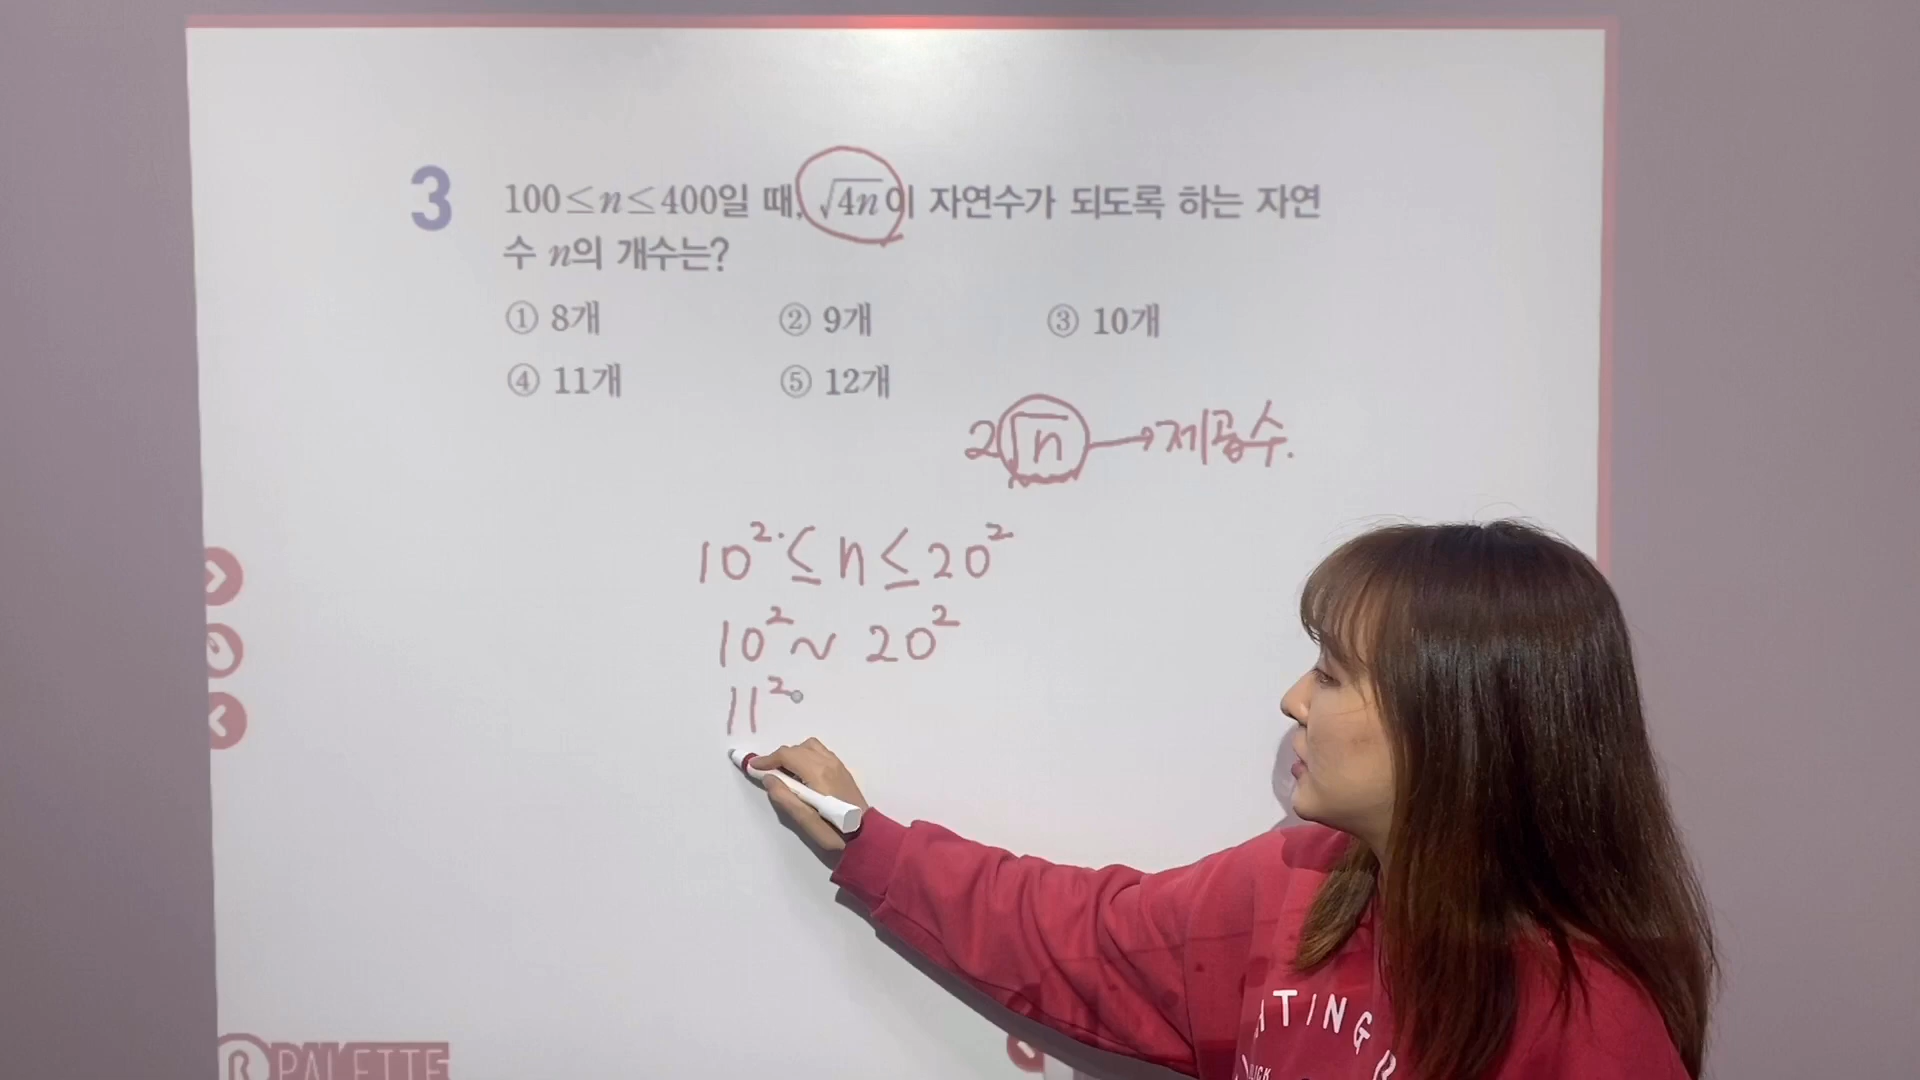 3 100≤n≤400일 때, √4n이 자연수가 되도록 하는 자연
수 n의 개수는?
① 8개 ② 9개 ③ 10개
④ 11개 ⑤ 12개
2√n → 제곱수.
10² ≤ n ≤ 20²
10² ~ 20²
11²
PALETTE